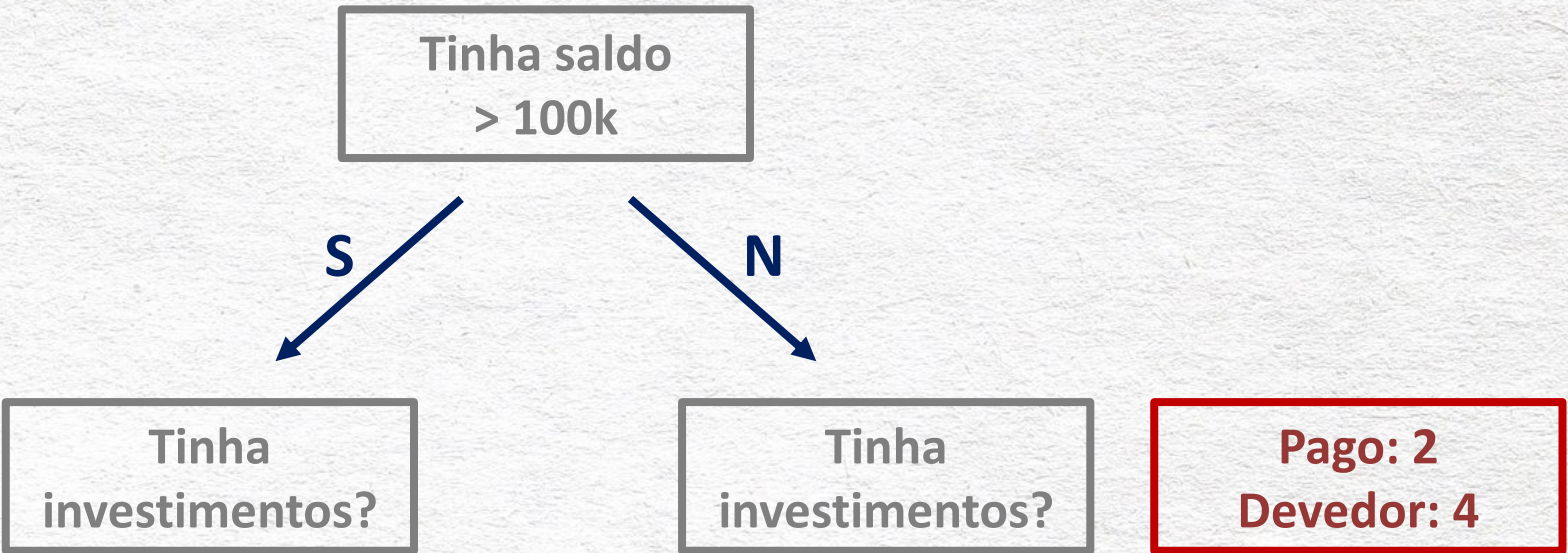 Tinha saldo
> 100k
S
N
Tinha
investimentos?
Tinha
investimentos?
Pago: 2
Devedor: 4